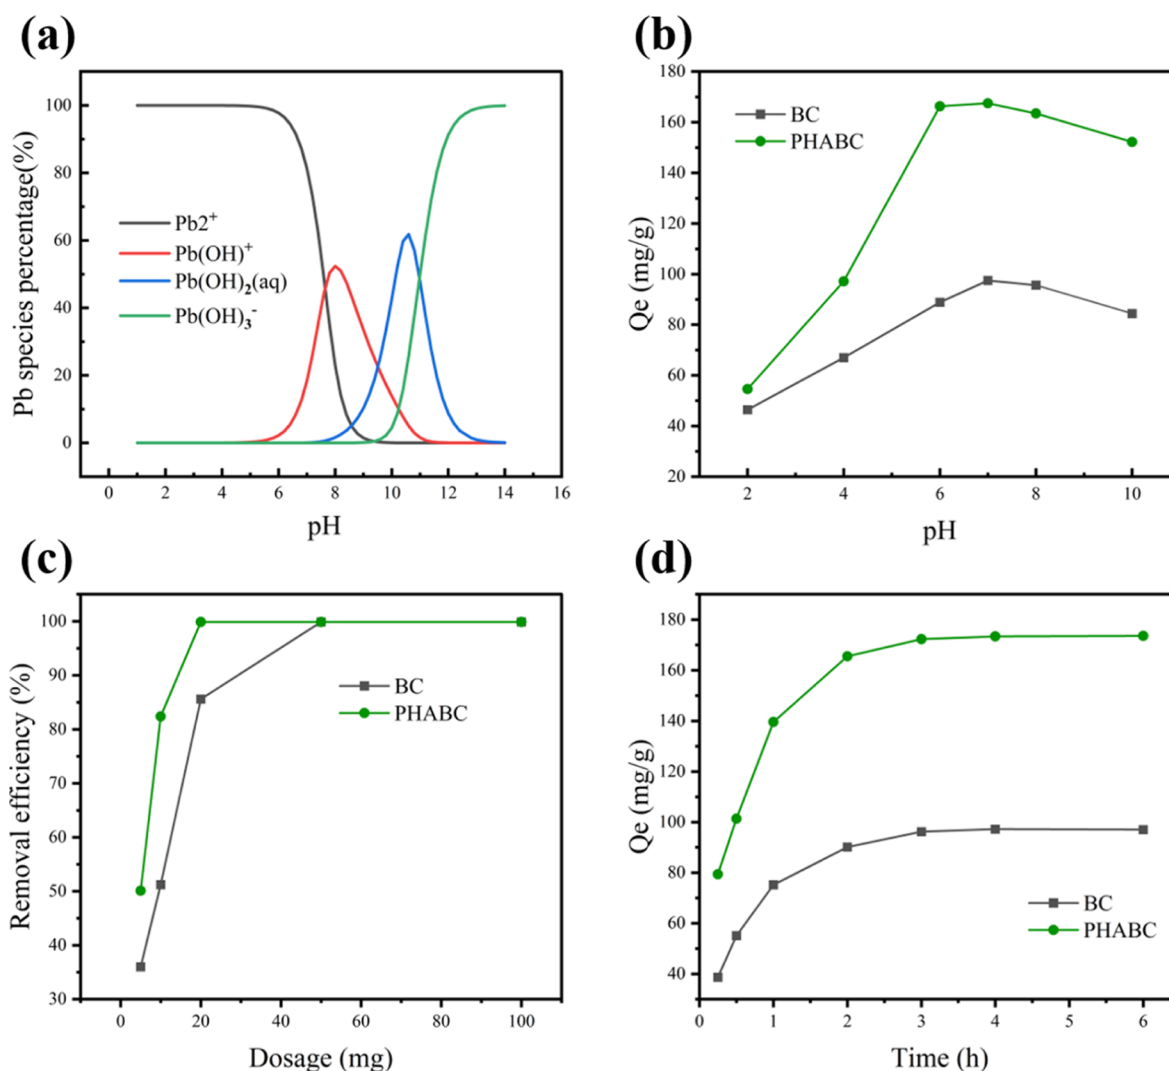 (a)
Pb species percentage(%)
100
80
60
40
20
0
Pb2⁺
Pb(OH)⁺
Pb(OH)₂(aq)
Pb(OH)₃⁻
0 2 4 6 8 10 12 14 16
pH
(b)
Qe (mg/g)
180
160
140
120
100
80
60
40
20
BC
PHABC
2 4 6 8 10
pH
(c)
Removal efficiency (%)
100
90
80
70
60
50
40
30
BC
PHABC
0 20 40 60 80 100
Dosage (mg)
(d)
Qe (mg/g)
180
160
140
120
100
80
60
40
BC
PHABC
0 1 2 3 4 5 6
Time (h)